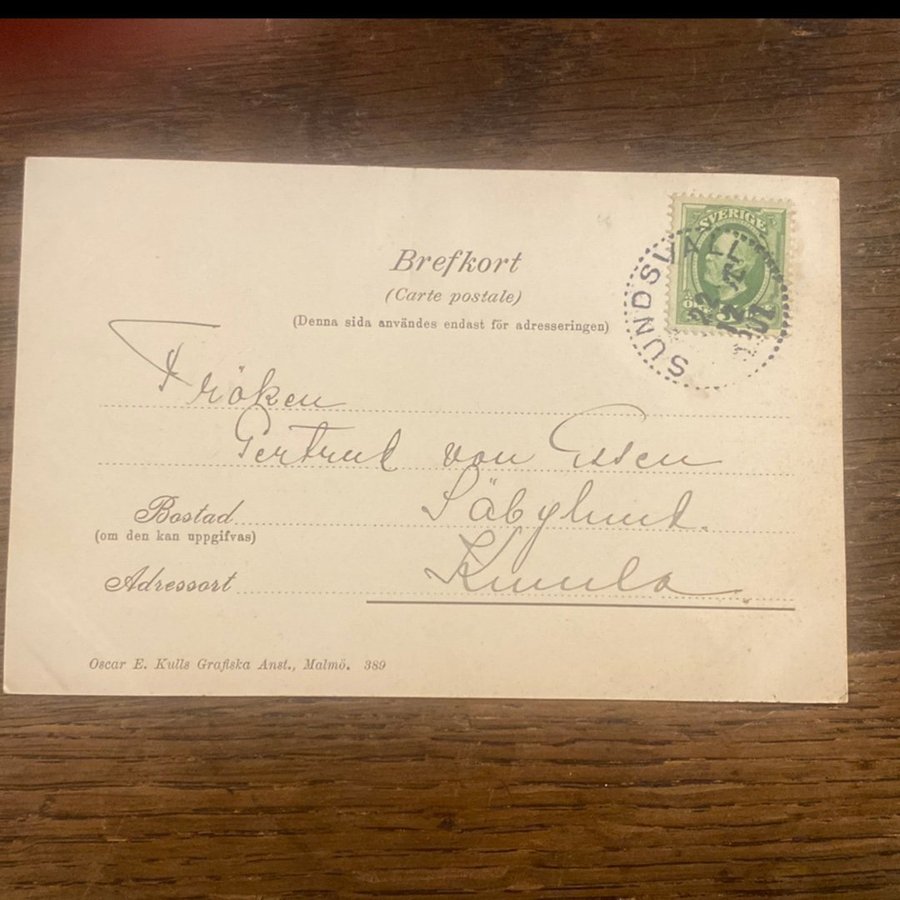 Brefkort
(Carte postale)
(Denna sida användes endast för adresseringen)
SVERIGE
SUNDSVALL
Fröken
Gertrud von Essen
Bostad Säbylund.
(om den kan uppgifvas)
Adressort Kumla.
Oscar E. Kulls Grafiska Anst., Malmö. 389